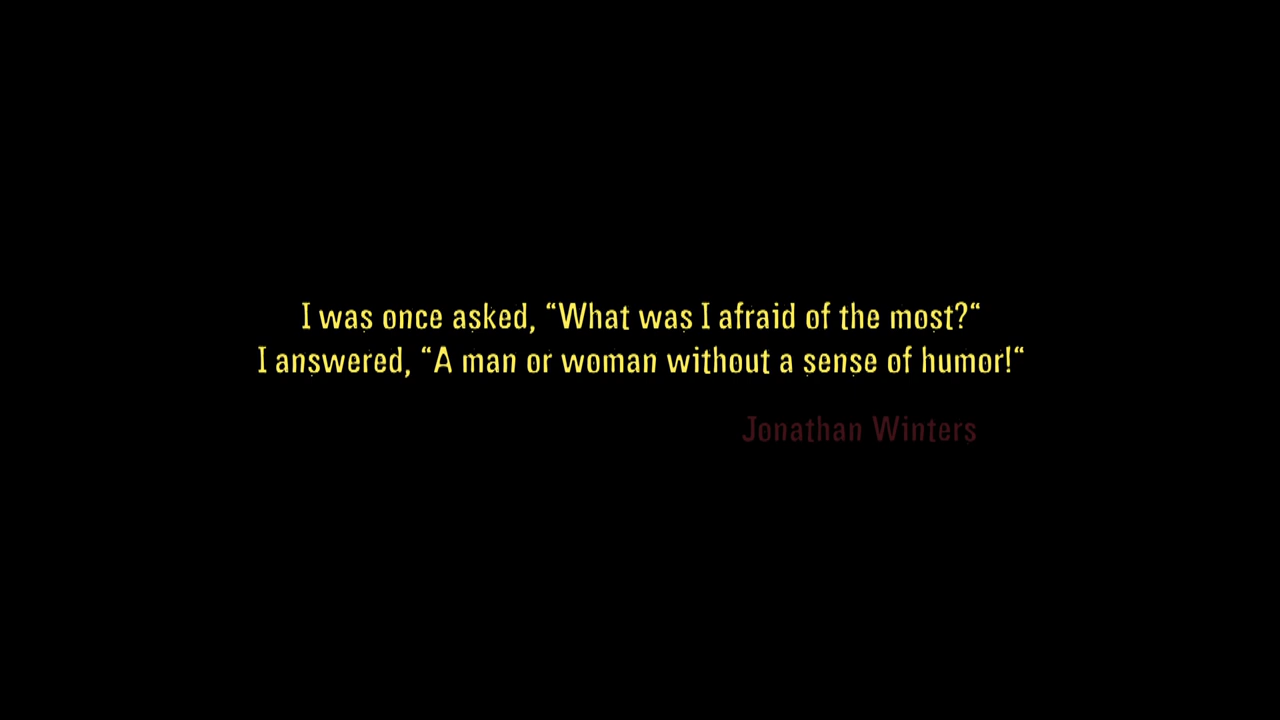 I was once asked, “What was I afraid of the most?“
I answered, “A man or woman without a sense of humor!“
Jonathan Winters